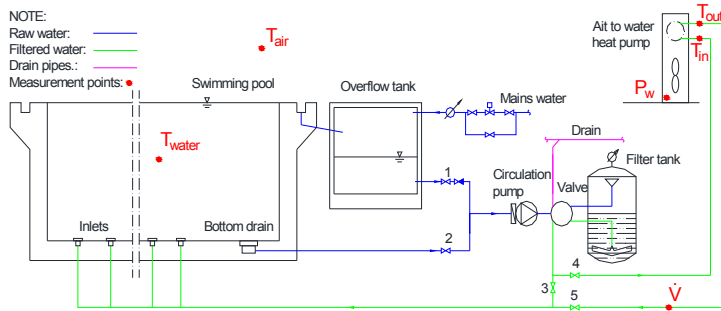 NOTE:
Raw water:
Filtered water:
Drain pipes.:
Measurement points:
Tair
Swimming pool
Overflow tank
Mains water
Ait to water
heat pump
Tout
Tin
Pw
Twater
Drain
Filter tank
Circulation
pump
Valve
1
2
Inlets
Bottom drain
3
4
5
V̇